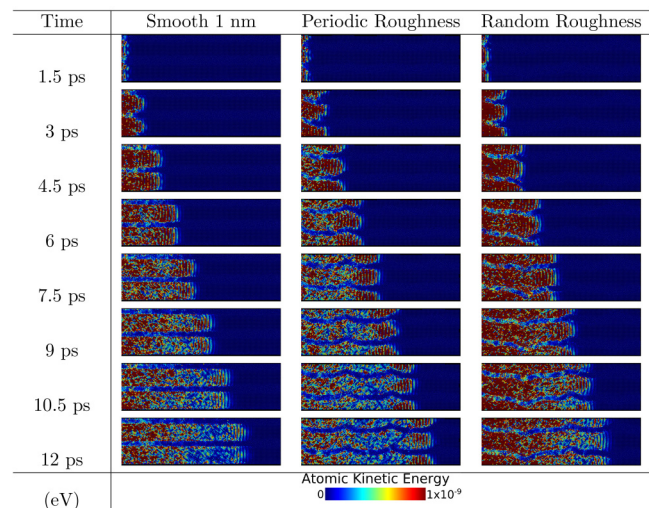 Time Smooth 1 nm Periodic Roughness Random Roughness
1.5 ps
3 ps
4.5 ps
6 ps
7.5 ps
9 ps
10.5 ps
12 ps
Atomic Kinetic Energy
0 1x10⁻⁹
(eV)